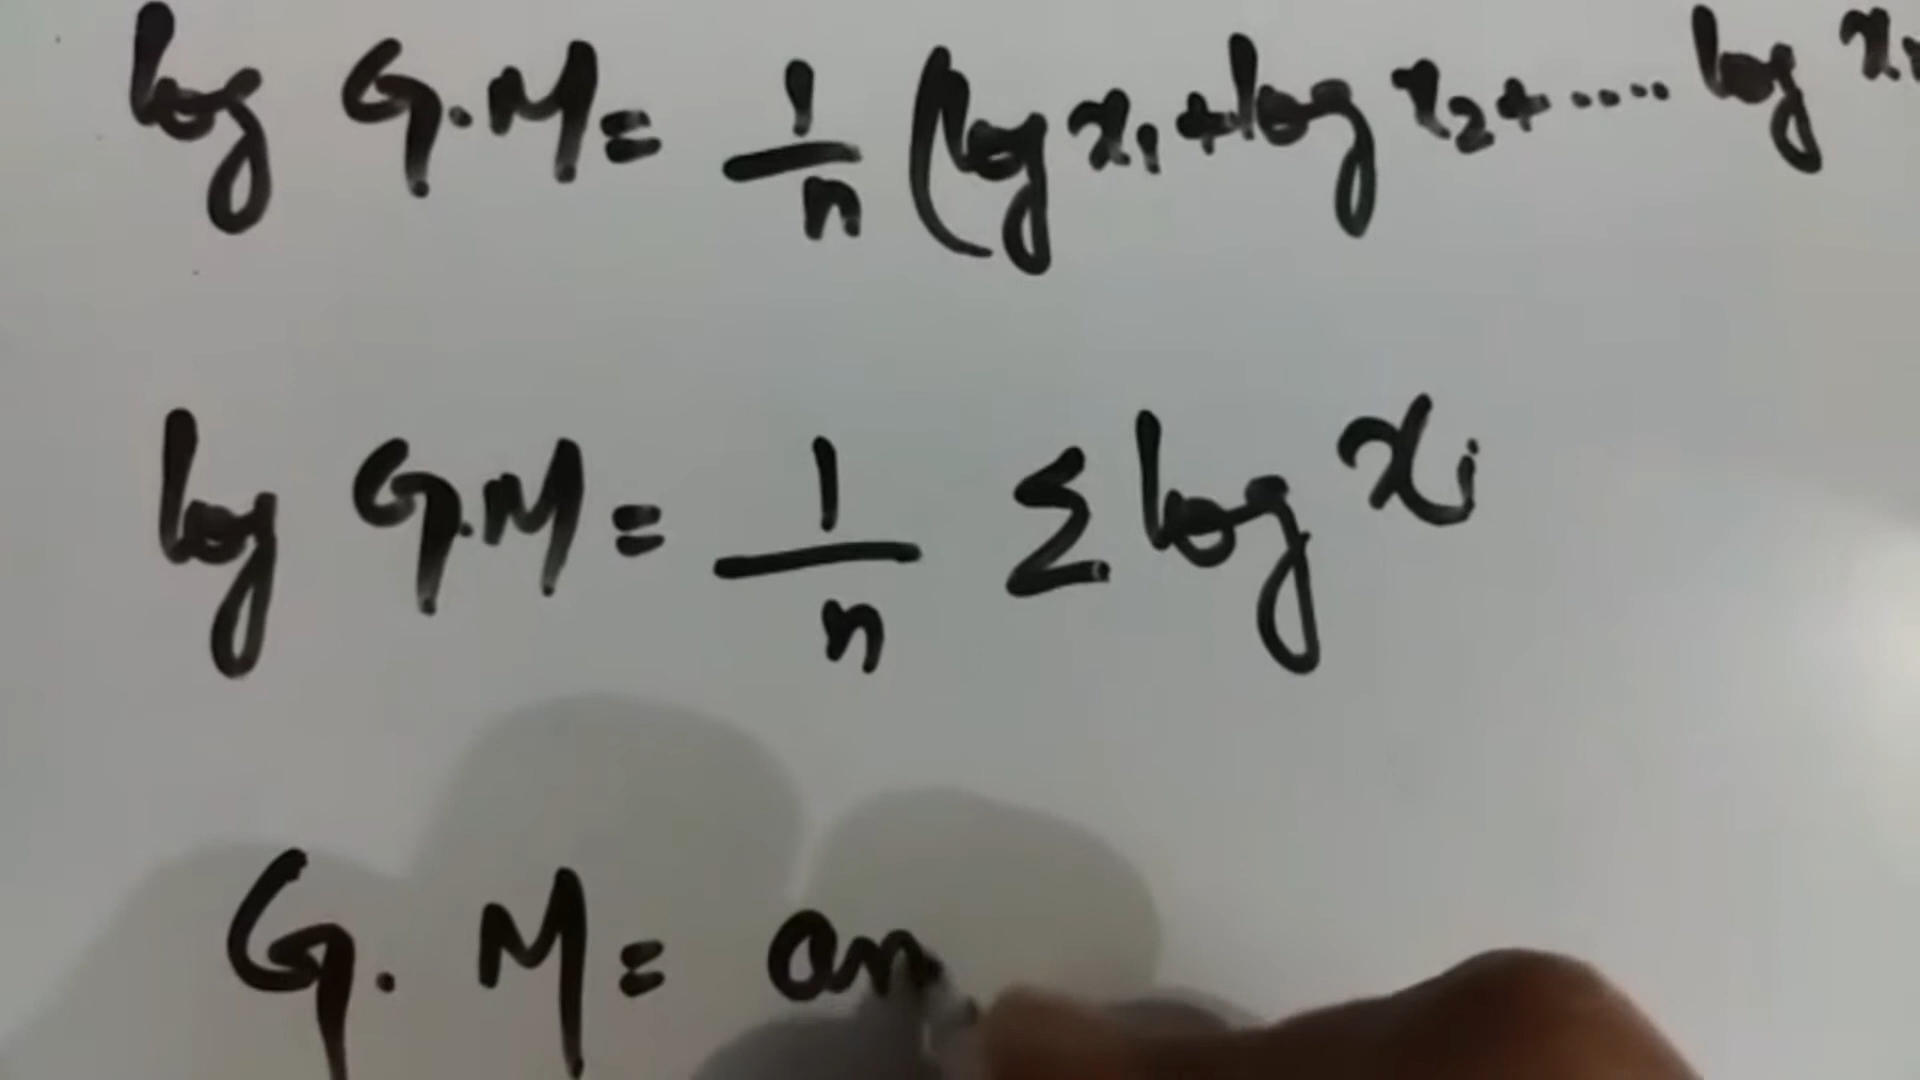 log G.M = 1/n (log x₁ + log x₂ + ..... log x
log G.M = 1/n Σ log xᵢ
G.M = an